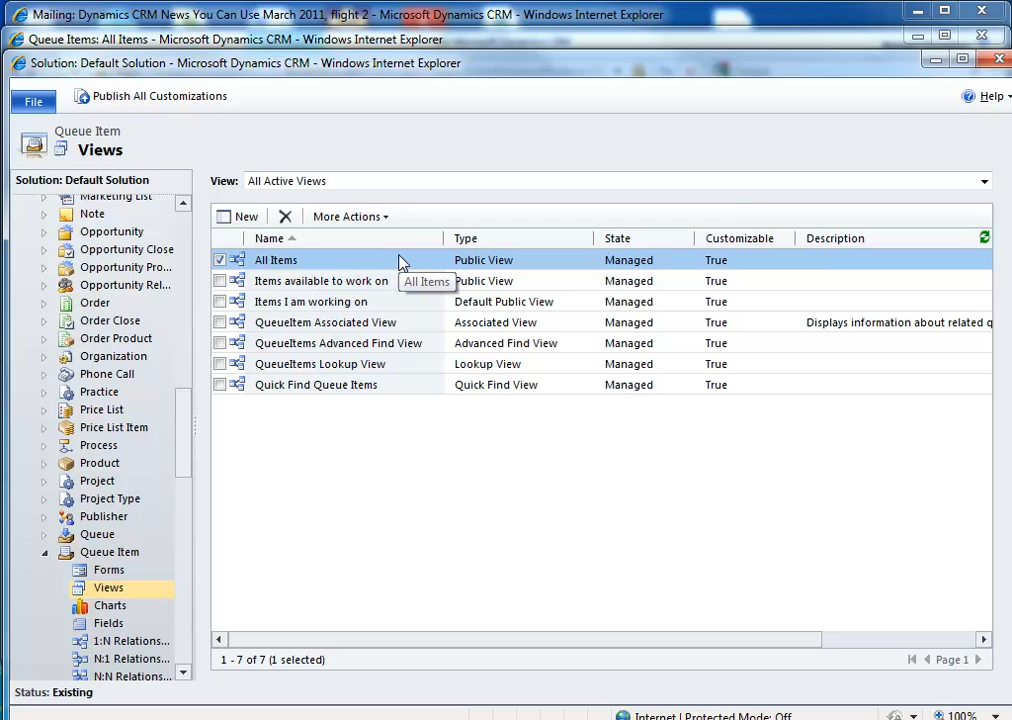 Mailing: Dynamics CRM News You Can Use March 2011, flight 2 - Microsoft Dynamics CRM - Windows Internet Explorer
Queue Items: All Items - Microsoft Dynamics CRM - Windows Internet Explorer
Solution: Default Solution - Microsoft Dynamics CRM - Windows Internet Explorer
File
Publish All Customizations
Help
Queue Item
Views
Solution: Default Solution
Marketing List
Note
Opportunity
Opportunity Close
Opportunity Pro...
Opportunity Rel...
Order
Order Close
Order Product
Organization
Phone Call
Practice
Price List
Price List Item
Process
Product
Project
Project Type
Publisher
Queue
Queue Item
Forms
Views
Charts
Fields
1:N Relations...
N:1 Relations...
N:N Relations...
View: All Active Views
New More Actions
Name Type State Customizable Description
All Items Public View Managed True
All Items
Items available to work on Public View Managed True
Items I am working on Default Public View Managed True
QueueItem Associated View Associated View Managed True Displays information about related q
QueueItems Advanced Find View Advanced Find View Managed True
QueueItems Lookup View Lookup View Managed True
Quick Find Queue Items Quick Find View Managed True
1 - 7 of 7 (1 selected) Page 1
Status: Existing
Internet | Protected Mode: Off 100%